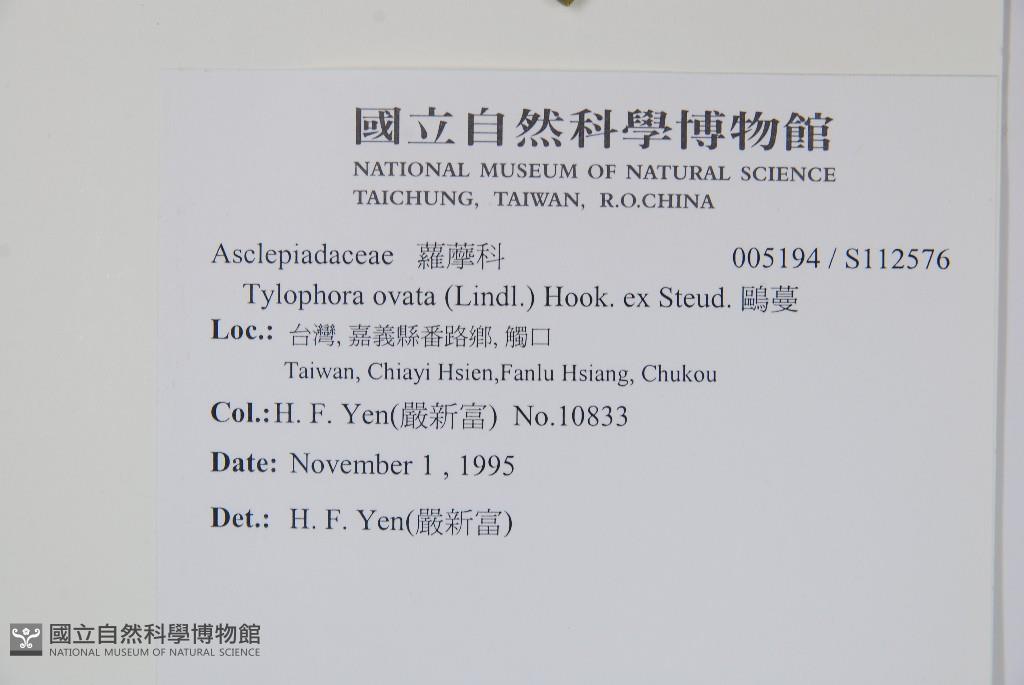 國立自然科學博物館
NATIONAL MUSEUM OF NATURAL SCIENCE
TAICHUNG, TAIWAN, R.O.CHINA
Asclepiadaceae 蘿藦科 005194 / S112576
Tylophora ovata (Lindl.) Hook. ex Steud. 鷗蔓
Loc.: 台灣, 嘉義縣番路鄉, 觸口
Taiwan, Chiayi Hsien,Fanlu Hsiang, Chukou
Col.:H. F. Yen(嚴新富) No.10833
Date: November 1 , 1995
Det.: H. F. Yen(嚴新富)
國立自然科學博物館
NATIONAL MUSEUM OF NATURAL SCIENCE